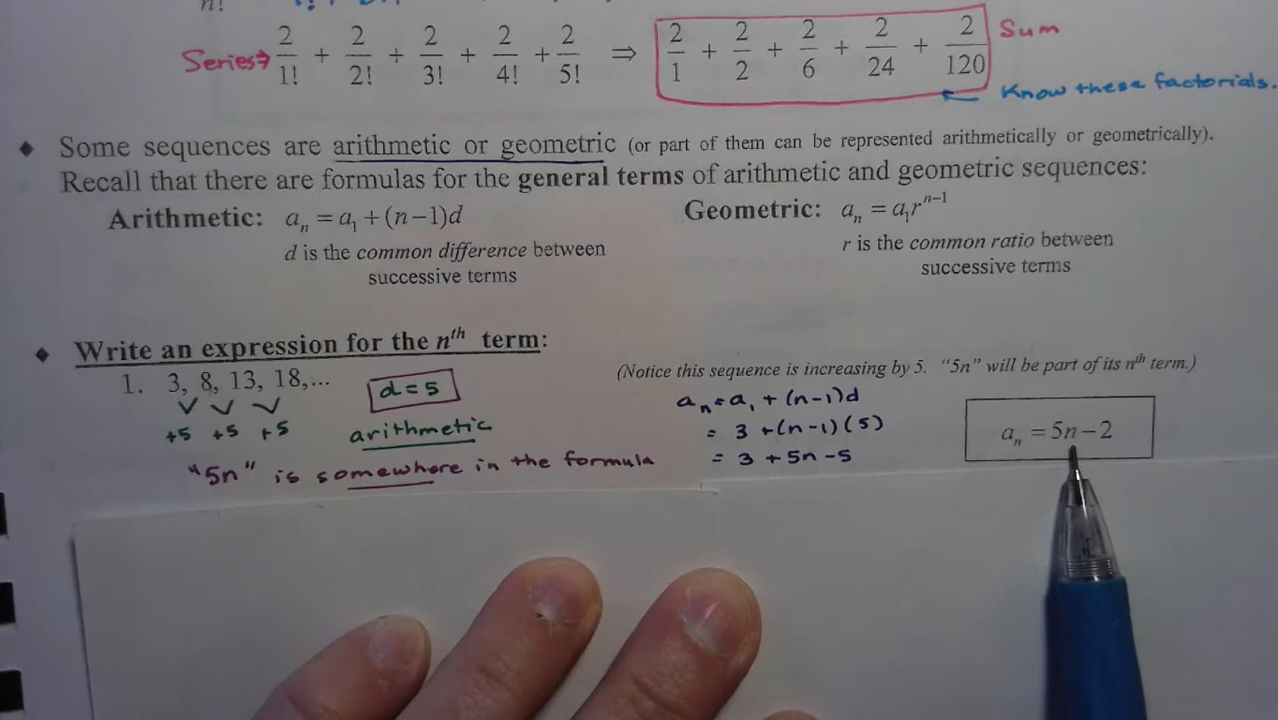 n!
Series→ 2/1! + 2/2! + 2/3! + 2/4! + 2/5! ⇒ 2/1 + 2/2 + 2/6 + 2/24 + 2/120 Sum
← Know these factorials.
◆ Some sequences are arithmetic or geometric (or part of them can be represented arithmetically or geometrically).
Recall that there are formulas for the general terms of arithmetic and geometric sequences:
Arithmetic: aₙ = a₁ + (n−1)d Geometric: aₙ = a₁rⁿ⁻¹
d is the common difference between r is the common ratio between
successive terms successive terms
◆ Write an expression for the nᵗʰ term:
(Notice this sequence is increasing by 5. “5n” will be part of its nᵗʰ term.)
1. 3, 8, 13, 18,... d = 5 aₙ = a₁ + (n−1)d
+5 +5 +5 arithmetic = 3 + (n−1)(5) aₙ = 5n − 2
"5n" is somewhere in the formula = 3 + 5n − 5